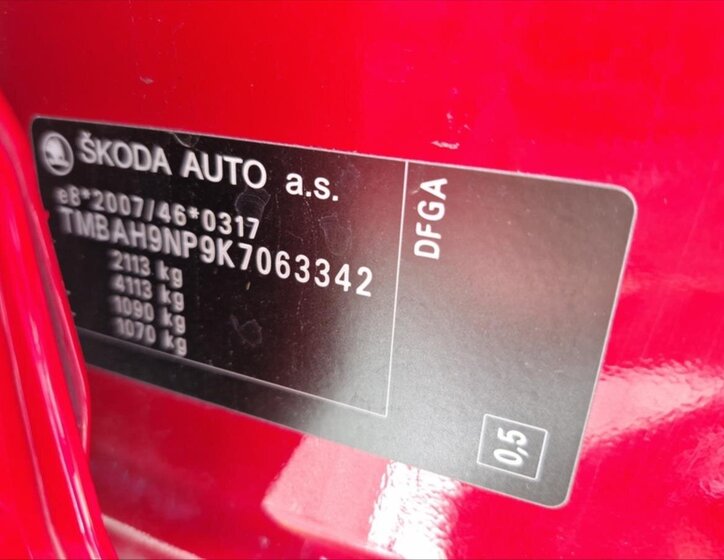 ŠKODA AUTO a.s.
e8*2007/46*0317
TMBAH9NP9K7063342
2113 kg
4113 kg
1090 kg
1070 kg
DFGA
0,5